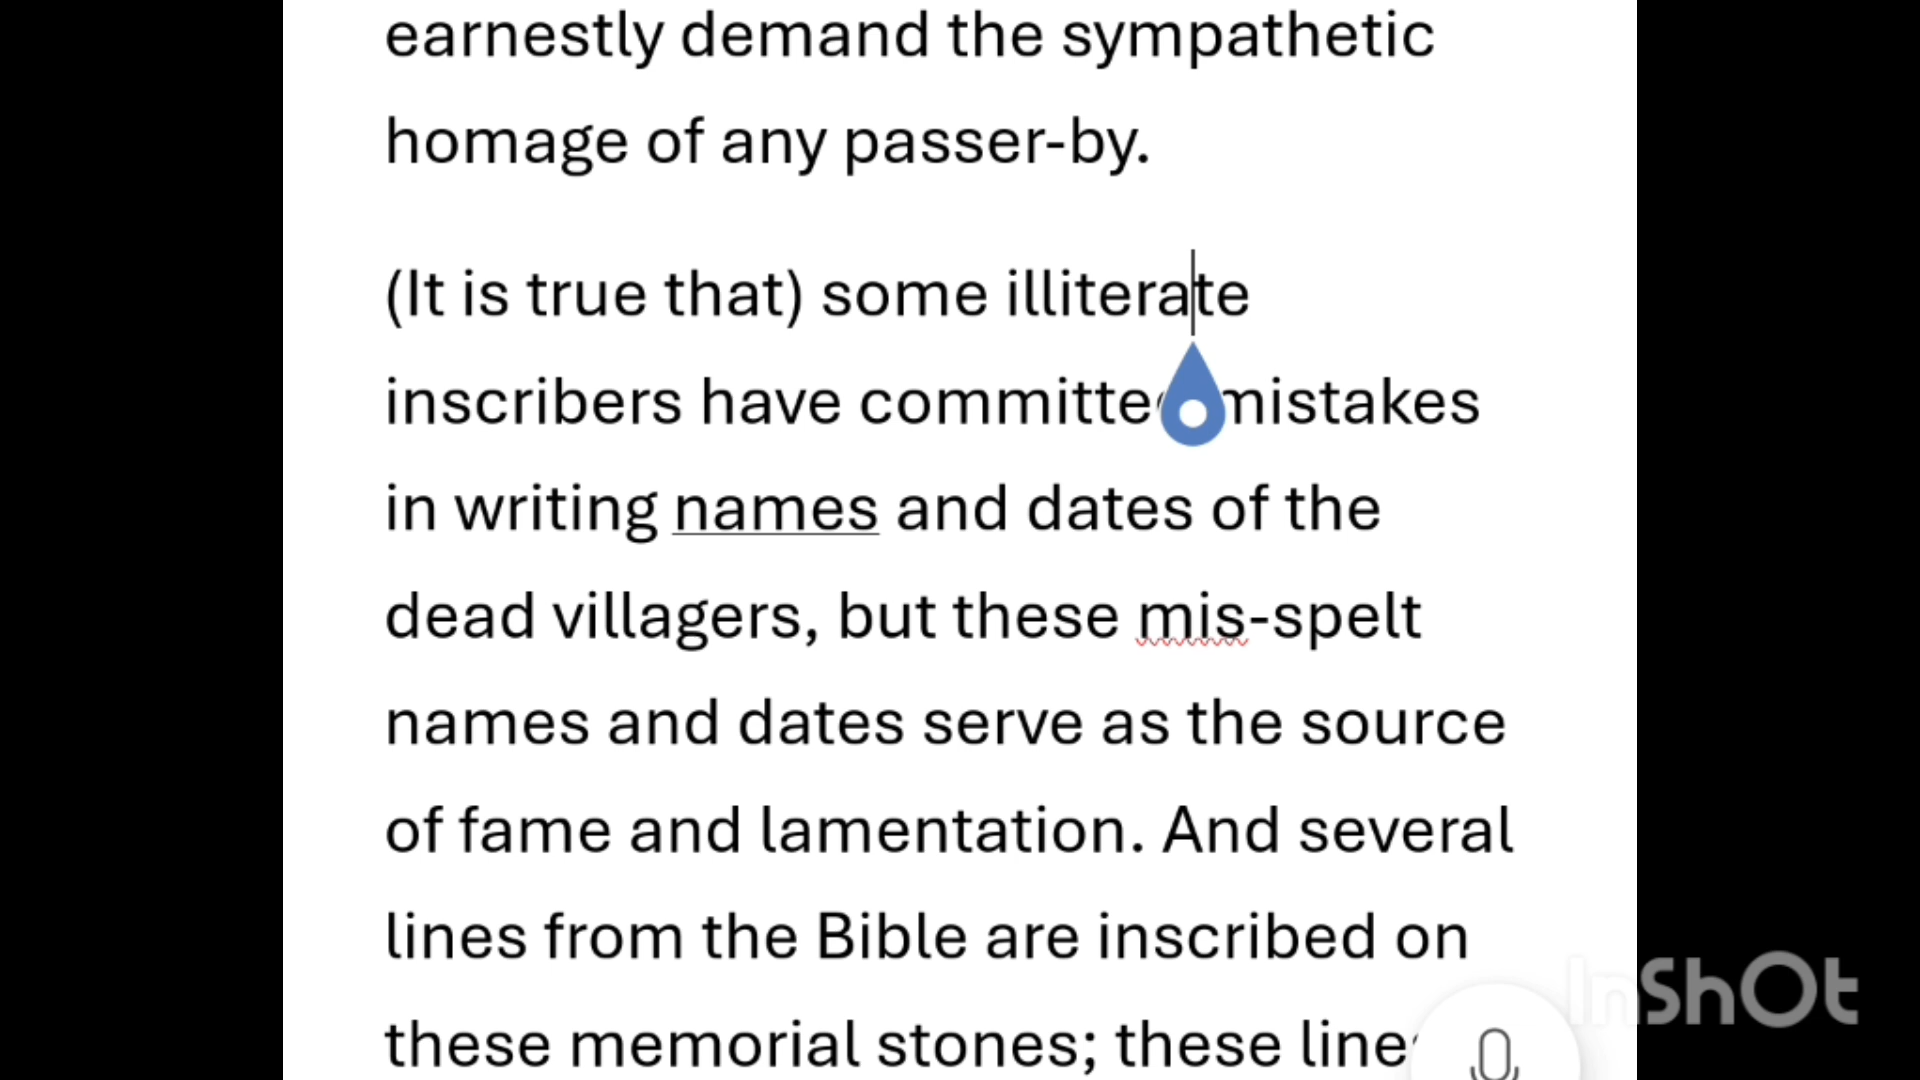 earnestly demand the sympathetic
homage of any passer-by.
(It is true that) some illiterate
inscribers have committed mistakes
in writing names and dates of the
dead villagers, but these mis-spelt
names and dates serve as the source
of fame and lamentation. And several
lines from the Bible are inscribed on
these memorial stones; these lines
InShOt